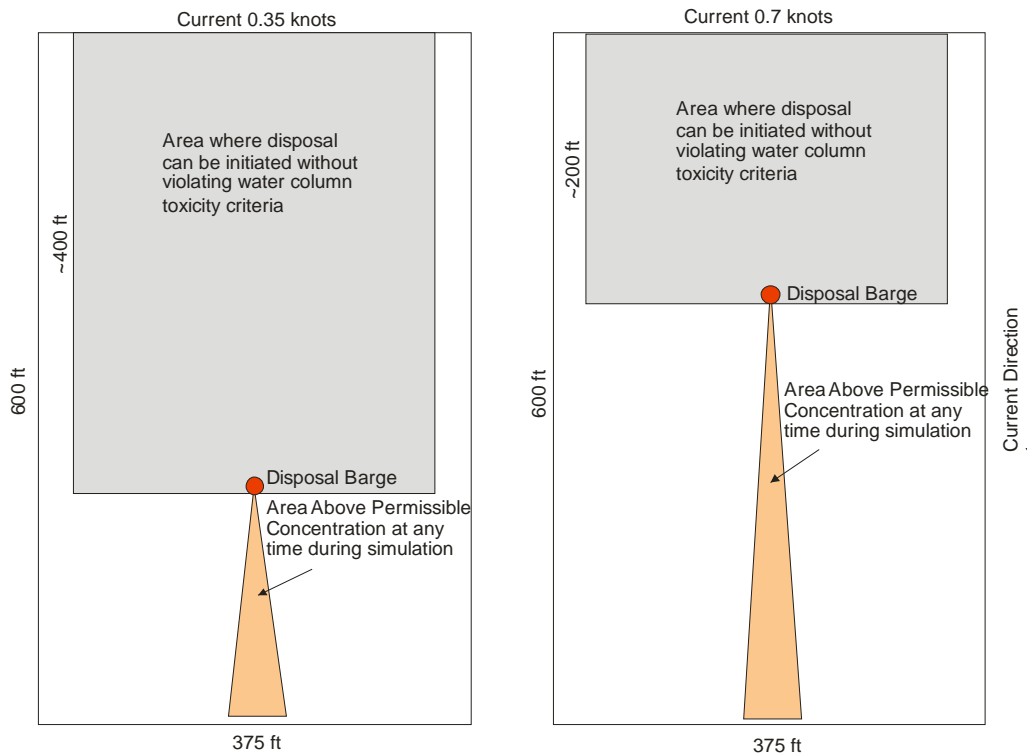 Current 0.35 knots
Area where disposal
can be initiated without
violating water column
toxicity criteria
~400 ft
600 ft
Disposal Barge
Area Above Permissible
Concentration at any
time during simulation
375 ft
Current 0.7 knots
Area where disposal
can be initiated without
violating water column
toxicity criteria
~200 ft
600 ft
Disposal Barge
Area Above Permissible
Concentration at any
time during simulation
375 ft
Current Direction